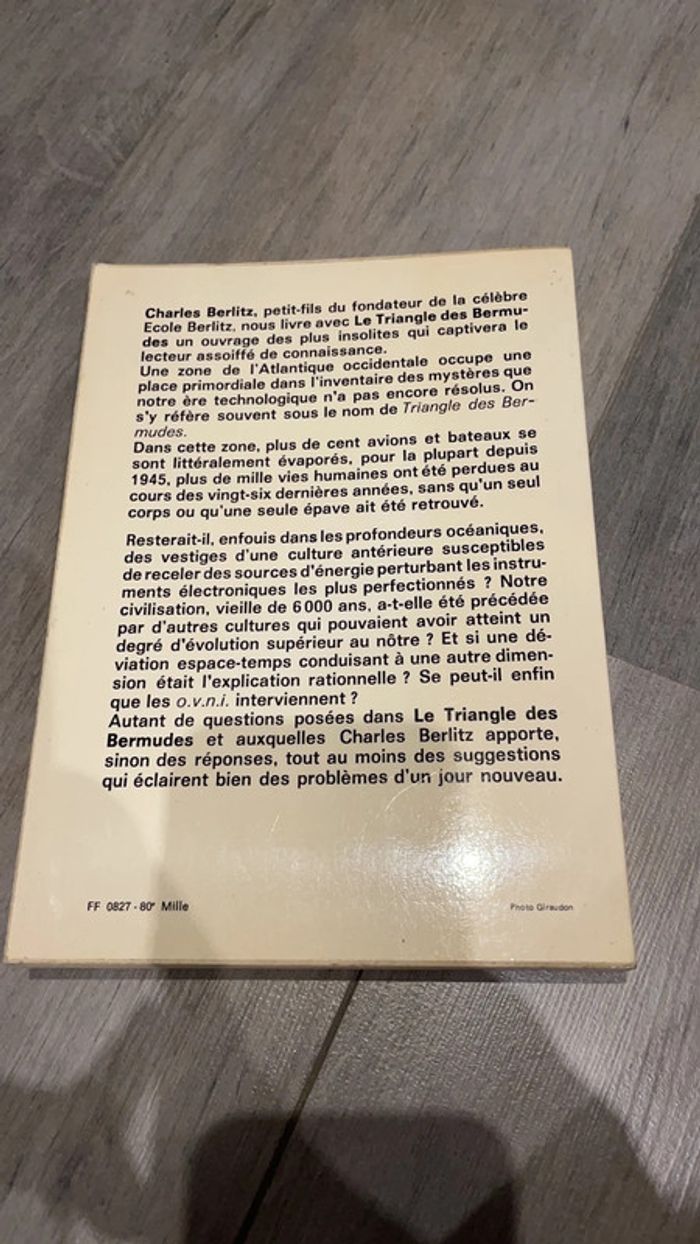 Charles Berlitz, petit-fils du fondateur de la célèbre
Ecole Berlitz, nous livre avec Le Triangle des Bermu-
des un ouvrage des plus insolites qui captivera le
lecteur assoiffé de connaissance.
Une zone de l'Atlantique occidentale occupe une
place primordiale dans l'inventaire des mystères que
notre ère technologique n'a pas encore résolus. On
s'y réfère souvent sous le nom de Triangle des Ber-
mudes.
Dans cette zone, plus de cent avions et bateaux se
sont littéralement évaporés, pour la plupart depuis
1945, plus de mille vies humaines ont été perdues au
cours des vingt-six dernières années, sans qu'un seul
corps ou qu'une seule épave ait été retrouvé.
Resterait-il, enfouis dans les profondeurs océaniques,
des vestiges d'une culture antérieure susceptibles
de receler des sources d'énergie perturbant les instru-
ments électroniques les plus perfectionnés ? Notre
civilisation, vieille de 6 000 ans, a-t-elle été précédée
par d'autres cultures qui pouvaient avoir atteint un
degré d'évolution supérieur au nôtre ? Et si une dé-
viation espace-temps conduisant à une autre dimen-
sion était l'explication rationnelle ? Se peut-il enfin
que les o.v.n.i. interviennent ?
Autant de questions posées dans Le Triangle des
Bermudes et auxquelles Charles Berlitz apporte,
sinon des réponses, tout au moins des suggestions
qui éclairent bien des problèmes d'un jour nouveau.
FF 0827 - 80e Mille
Photo Giraudon